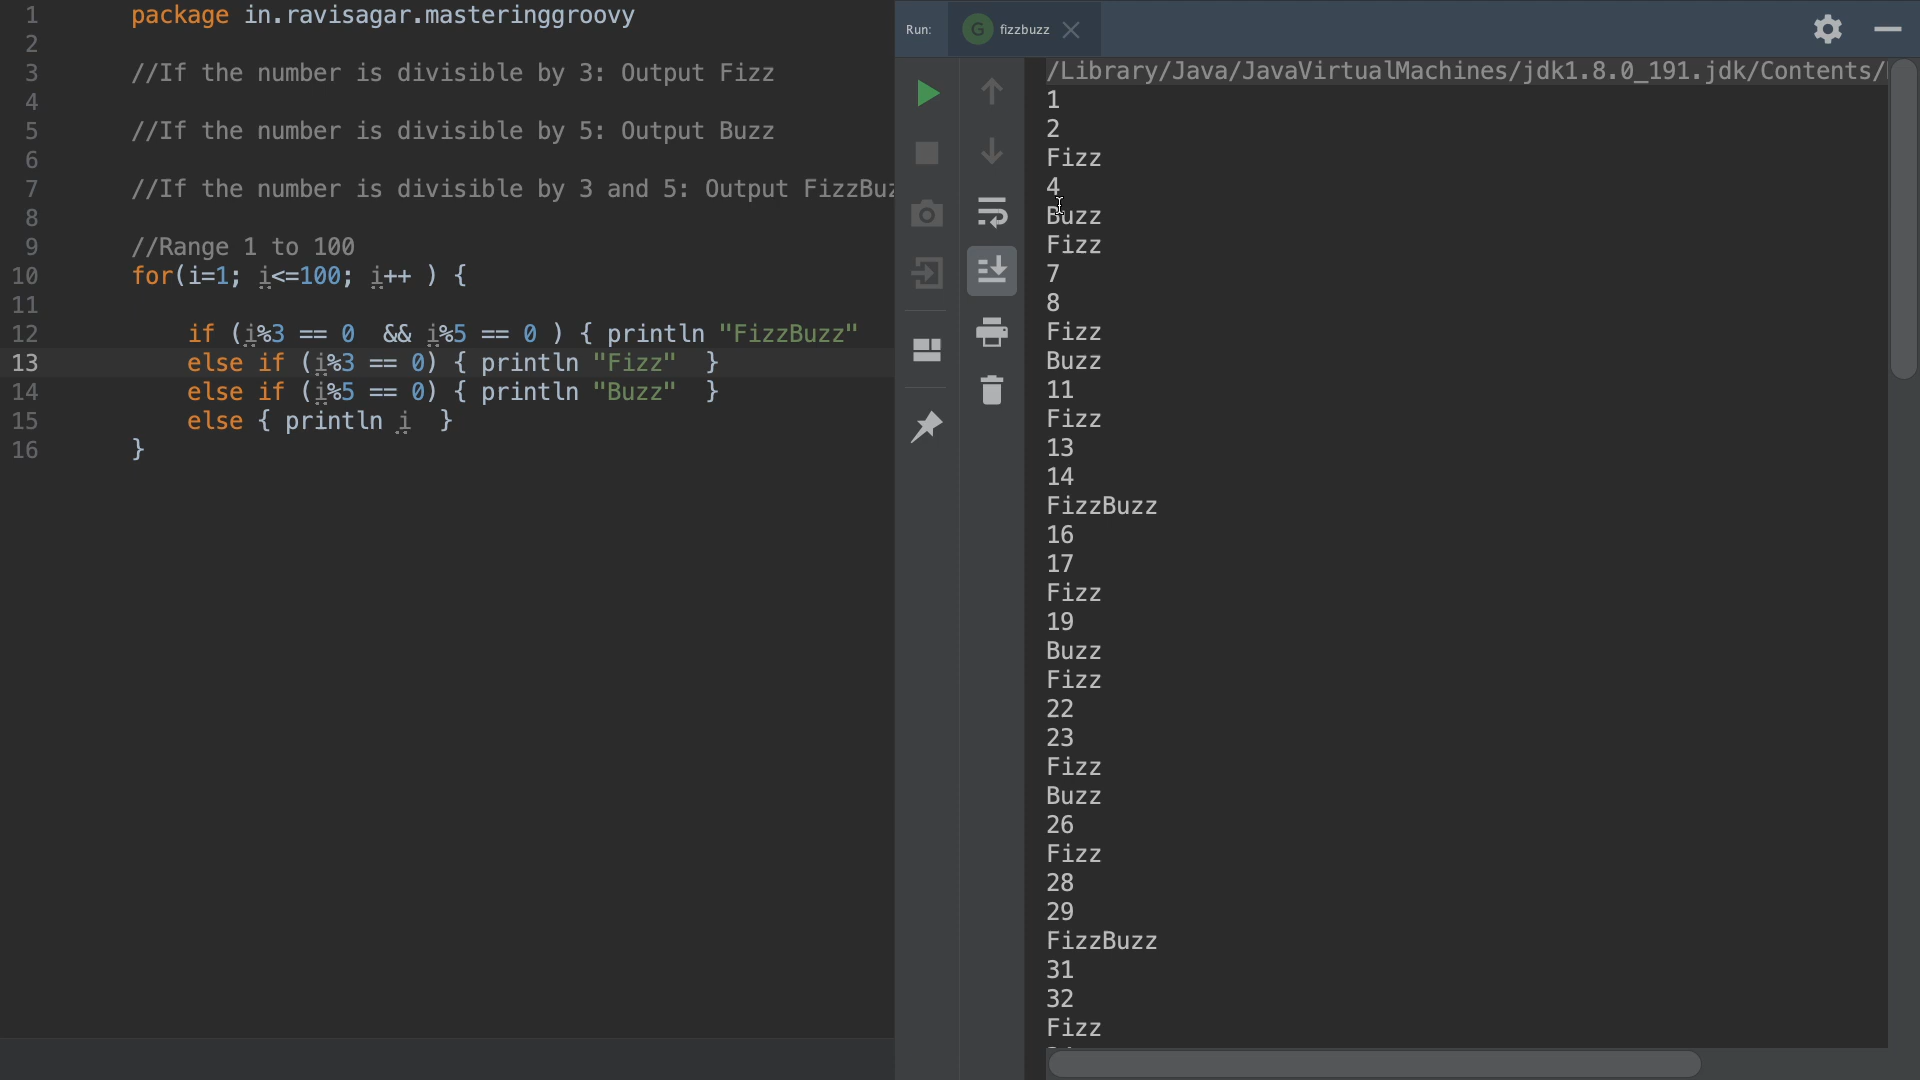 1 package in.ravisagar.masteringgroovy
2
3 //If the number is divisible by 3: Output Fizz
4
5 //If the number is divisible by 5: Output Buzz
6
7 //If the number is divisible by 3 and 5: Output FizzBuz
8
9 //Range 1 to 100
10 for(i=1; i<=100; i++ ) {
11
12 if (i%3 == 0  && i%5 == 0 ) { println "FizzBuzz"
13 else if (i%3 == 0) { println "Fizz"  }
14 else if (i%5 == 0) { println "Buzz"  }
15 else { println i  }
16 }
Run: G fizzbuzz
/Library/Java/JavaVirtualMachines/jdk1.8.0_191.jdk/Contents/
1
2
Fizz
4
Buzz
Fizz
7
8
Fizz
Buzz
11
Fizz
13
14
FizzBuzz
16
17
Fizz
19
Buzz
Fizz
22
23
Fizz
Buzz
26
Fizz
28
29
FizzBuzz
31
32
Fizz